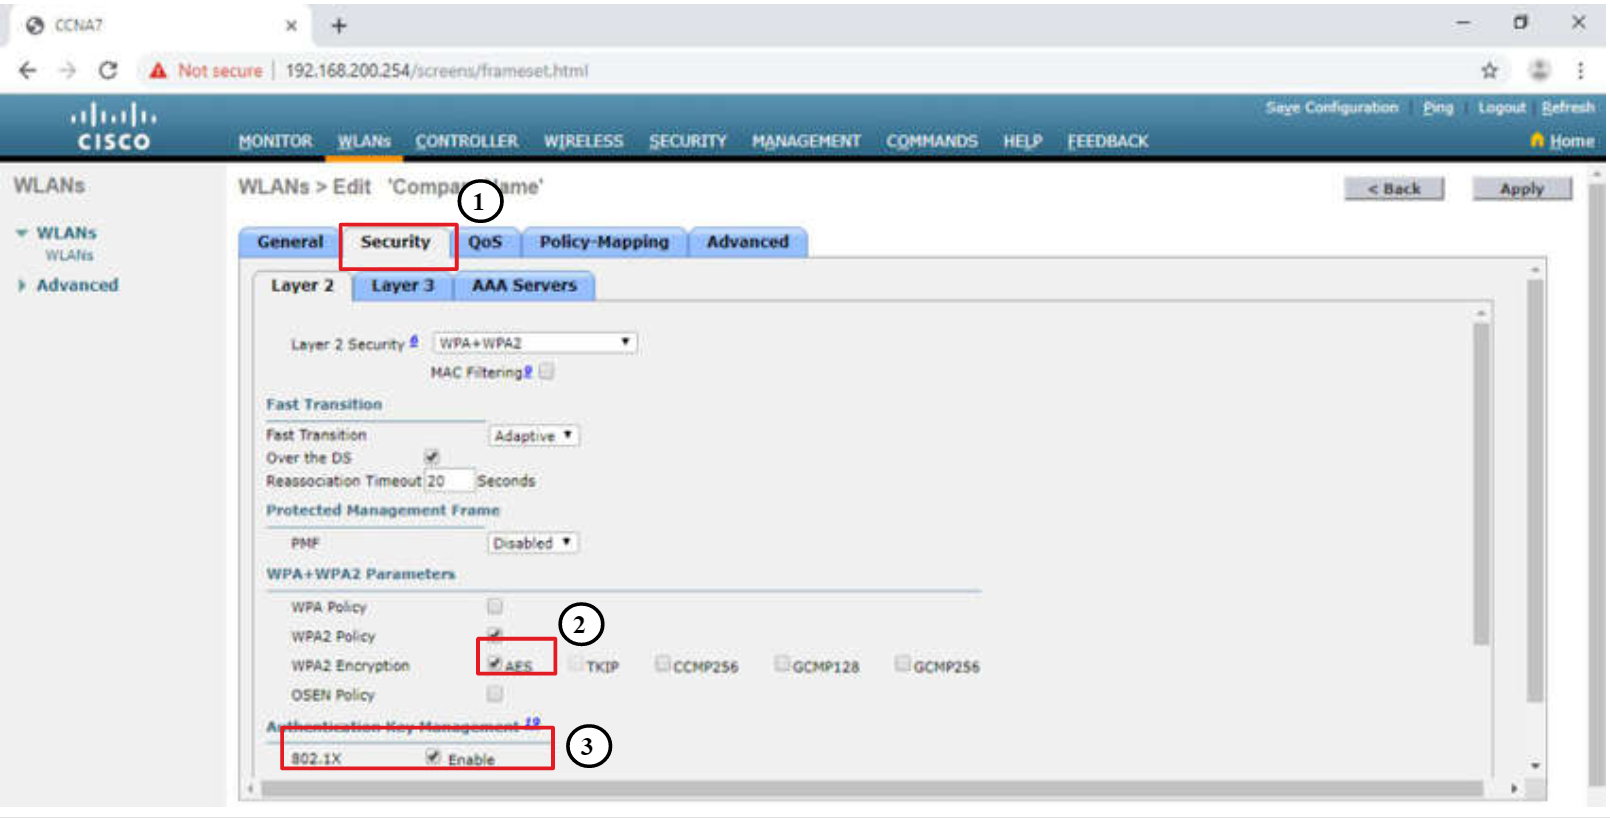 CCNA7
Not secure | 192.168.200.254/screens/frameset.html
Save Configuration Ping Logout Refresh
CISCO MONITOR WLANs CONTROLLER WIRELESS SECURITY MANAGEMENT COMMANDS HELP FEEDBACK Home
WLANs WLANs > Edit 'Company Name' < Back Apply
1
WLANs
WLANs
Advanced
General Security QoS Policy-Mapping Advanced
Layer 2 Layer 3 AAA Servers
Layer 2 Security 6 WPA+WPA2
MAC Filtering 9
Fast Transition
Fast Transition Adaptive
Over the DS
Reassociation Timeout 20 Seconds
Protected Management Frame
PMF Disabled
WPA+WPA2 Parameters
WPA Policy
WPA2 Policy
2
WPA2 Encryption AES TKIP CCMP256 GCMP128 GCMP256
OSEN Policy
Authentication Key Management 19
802.1X Enable
3